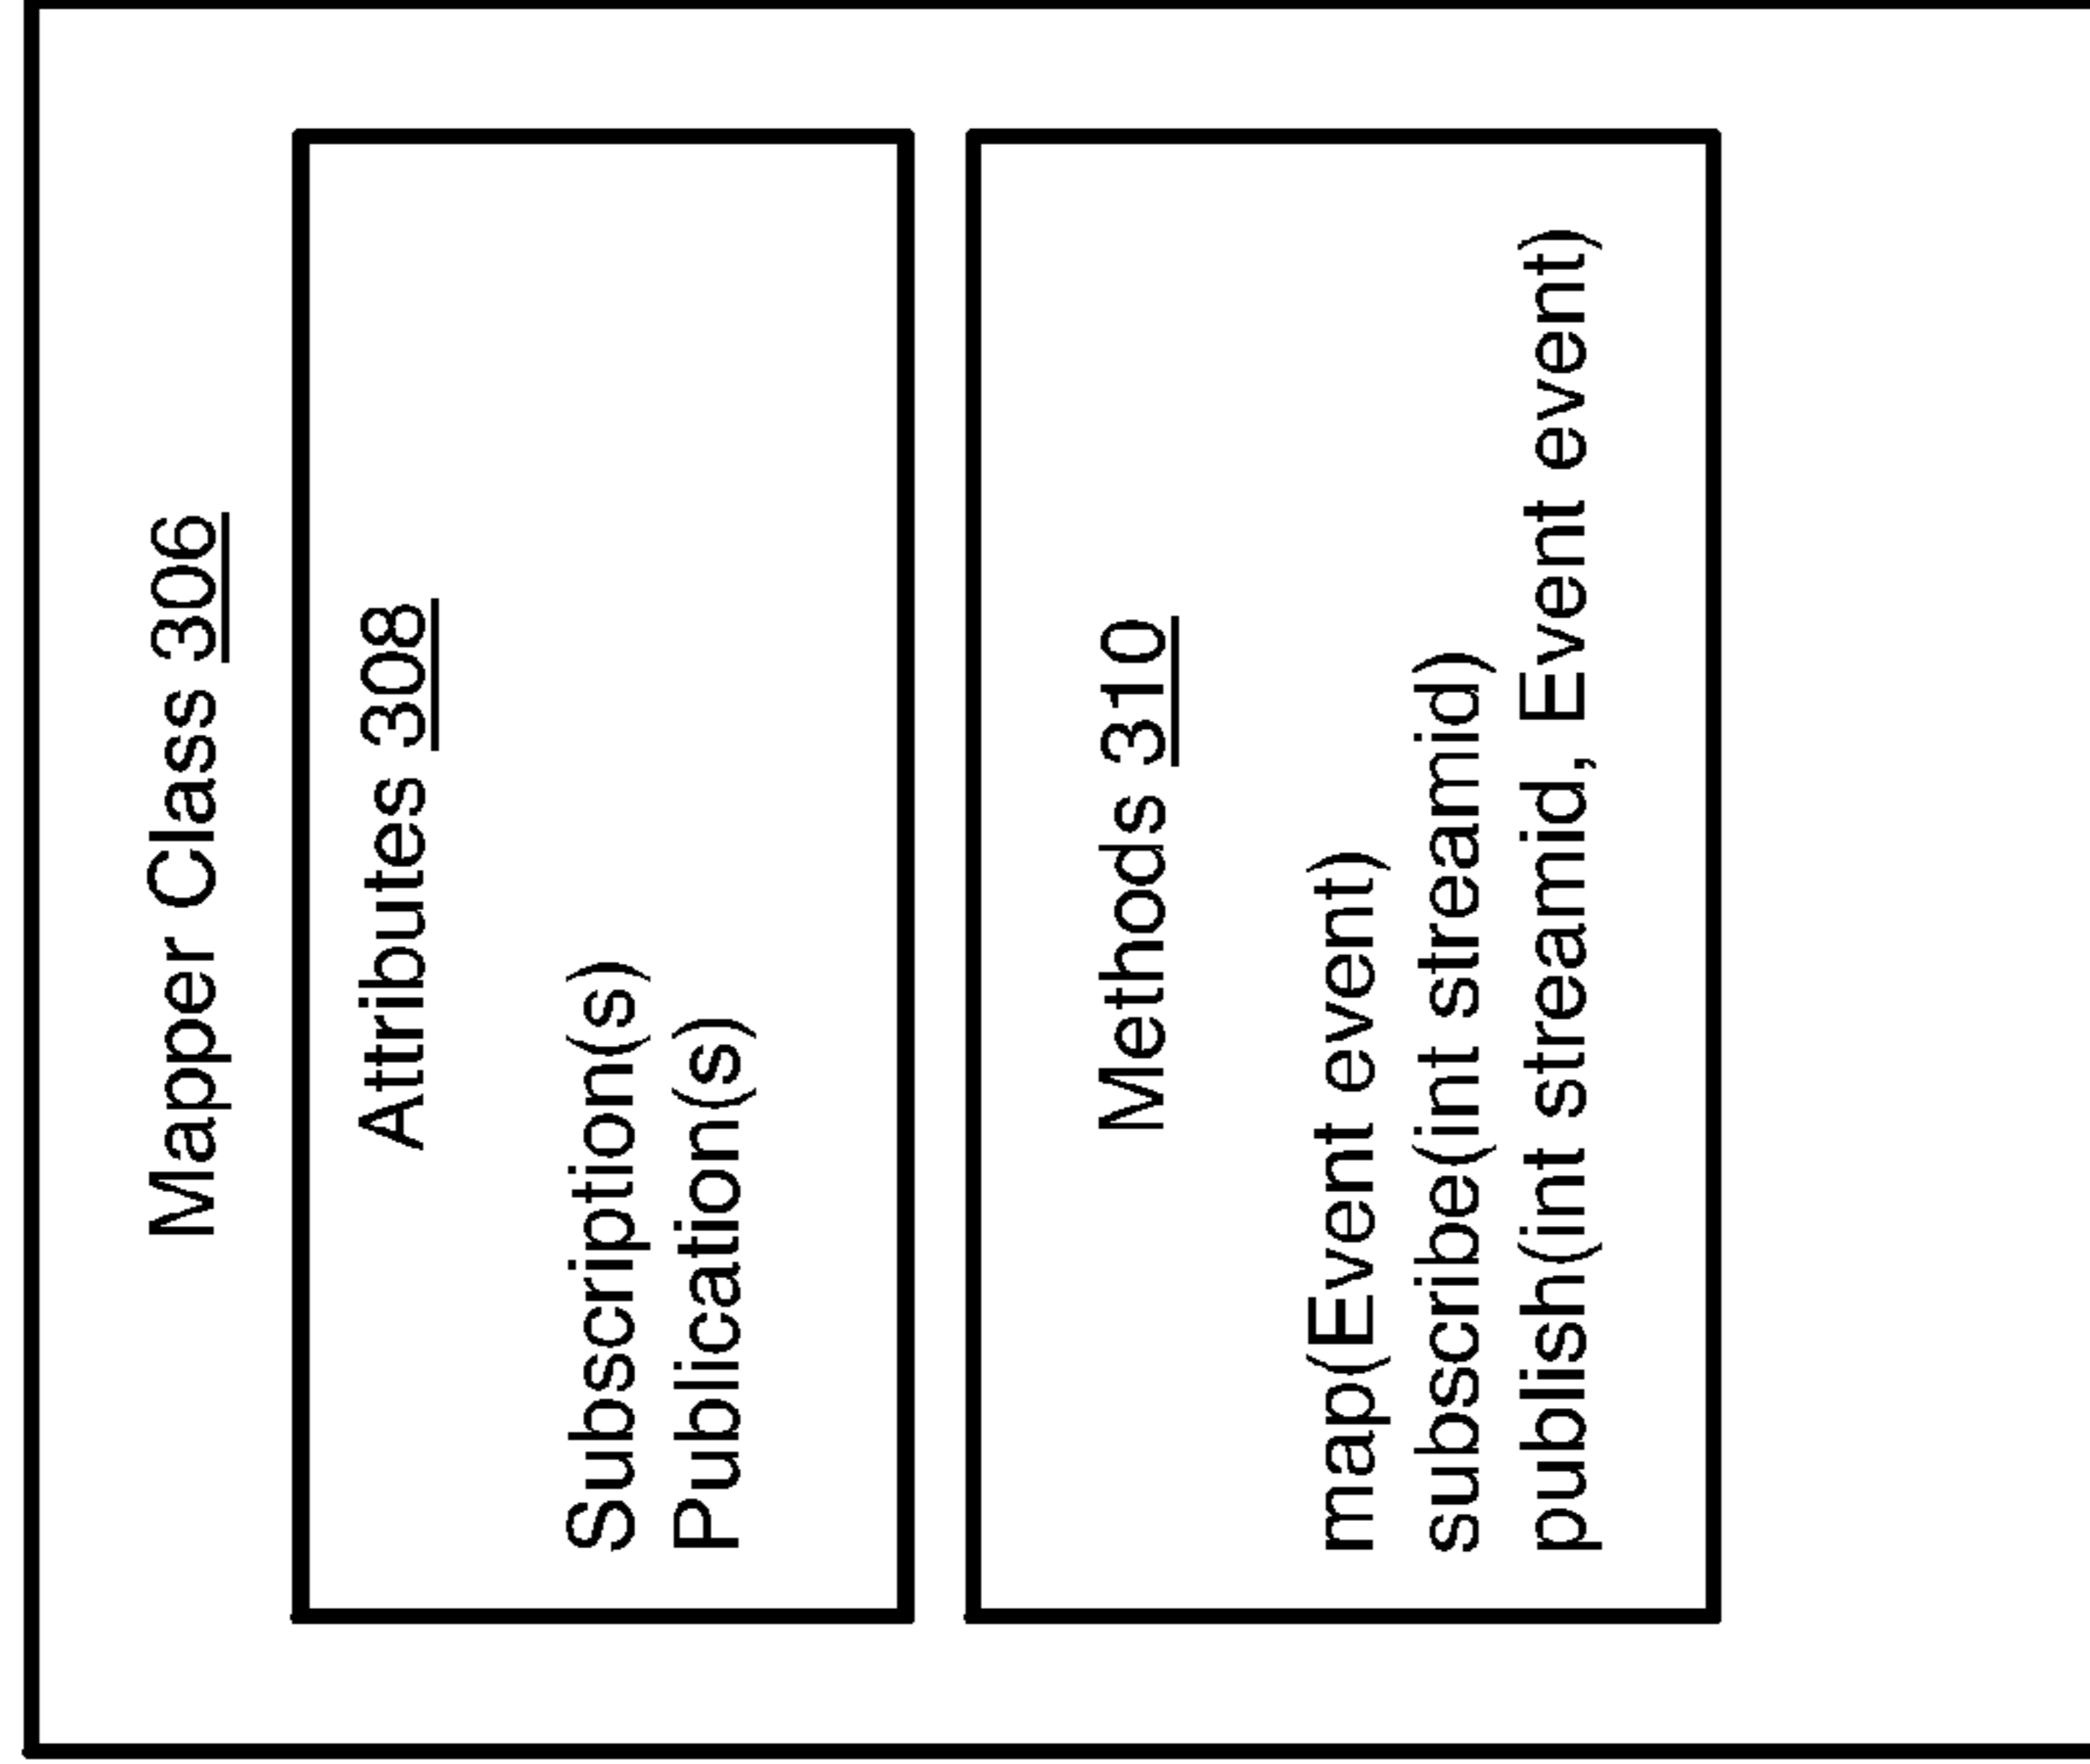 Mapper Class 306
Attributes 308
Subscription(s)
Publication(s)
Methods 310
map(Event event)
subscribe(int streamid)
publish(int streamid, Event event)